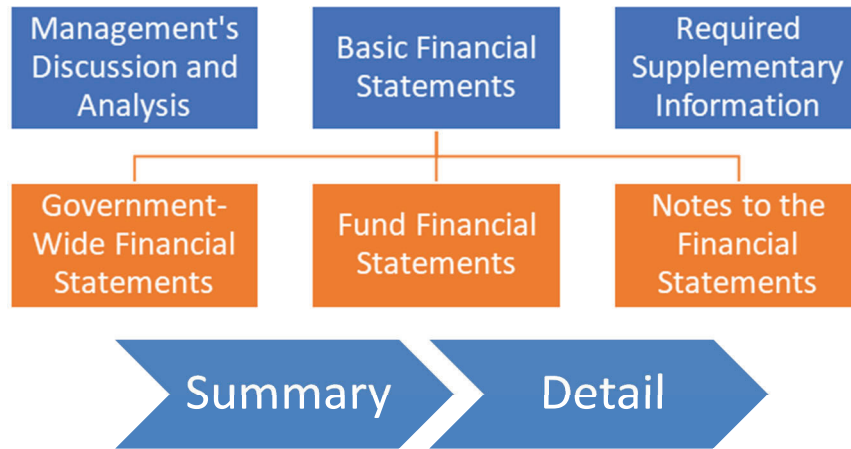 Management's
Discussion and
Analysis
Basic Financial
Statements
Required
Supplementary
Information
Government-
Wide Financial
Statements
Fund Financial
Statements
Notes to the
Financial
Statements
Summary
Detail